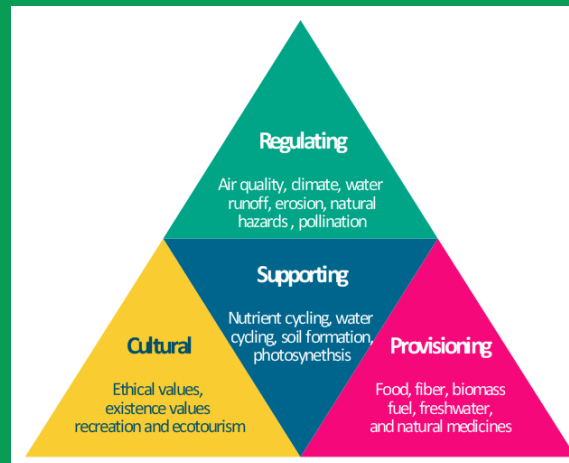 Regulating
Air quality, climate, water
runoff, erosion, natural
hazards , pollination
Supporting
Nutrient cycling, water
cycling, soil formation,
photosynethsis
Cultural
Ethical values,
existence values
recreation and ecotourism
Provisioning
Food, fiber, biomass
fuel, freshwater,
and natural medicines